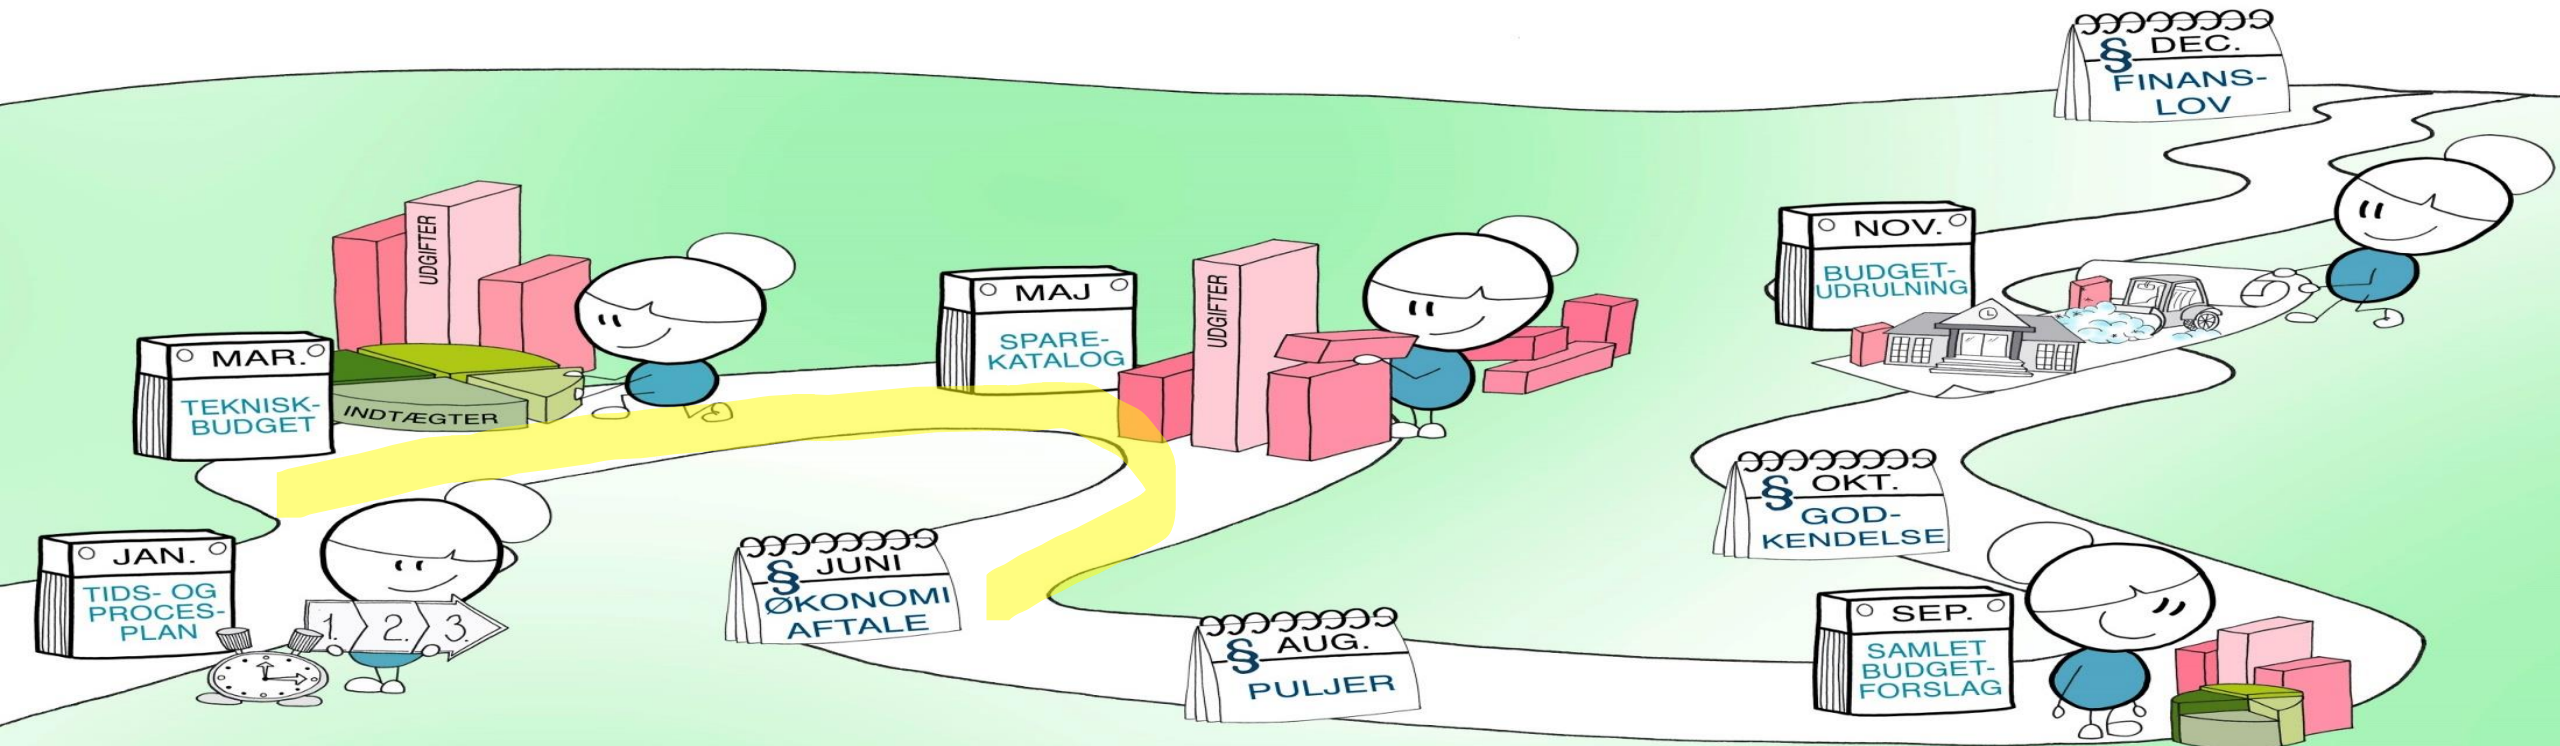 JAN.
TIDS- OG
PROCES-
PLAN
1. 2. 3.
MAR.
TEKNISK-
BUDGET
UDGIFTER
INDTÆGTER
MAJ
SPARE-
KATALOG
UDGIFTER
§ JUNI
ØKONOMI
AFTALE
§ AUG.
PULJER
SEP.
SAMLET
BUDGET-
FORSLAG
§ OKT.
GOD-
KENDELSE
NOV.
BUDGET-
UDRULNING
§ DEC.
FINANS-
LOV